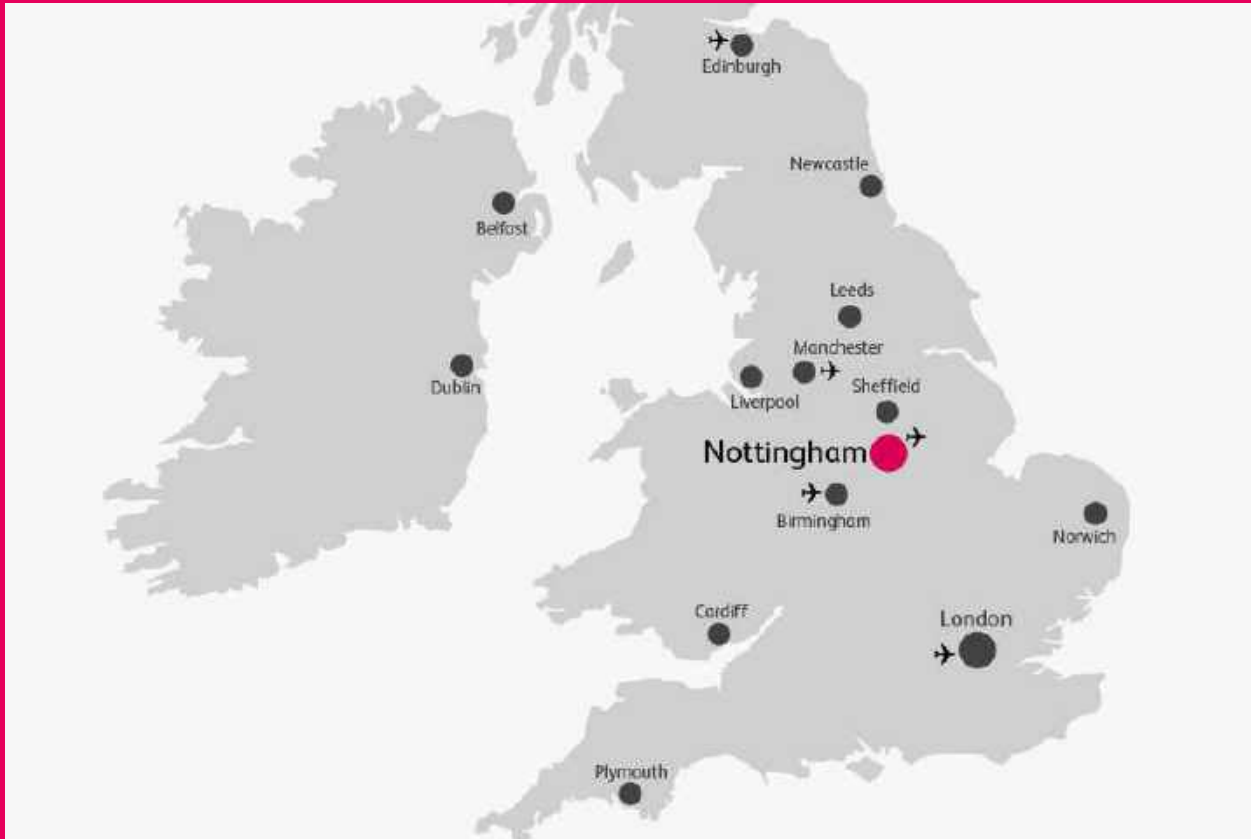 Edinburgh
Newcastle
Belfast
Leeds
Manchester
Dublin
Sheffield
Liverpool
Nottingham
Birmingham
Norwich
Cardiff
London
Plymouth